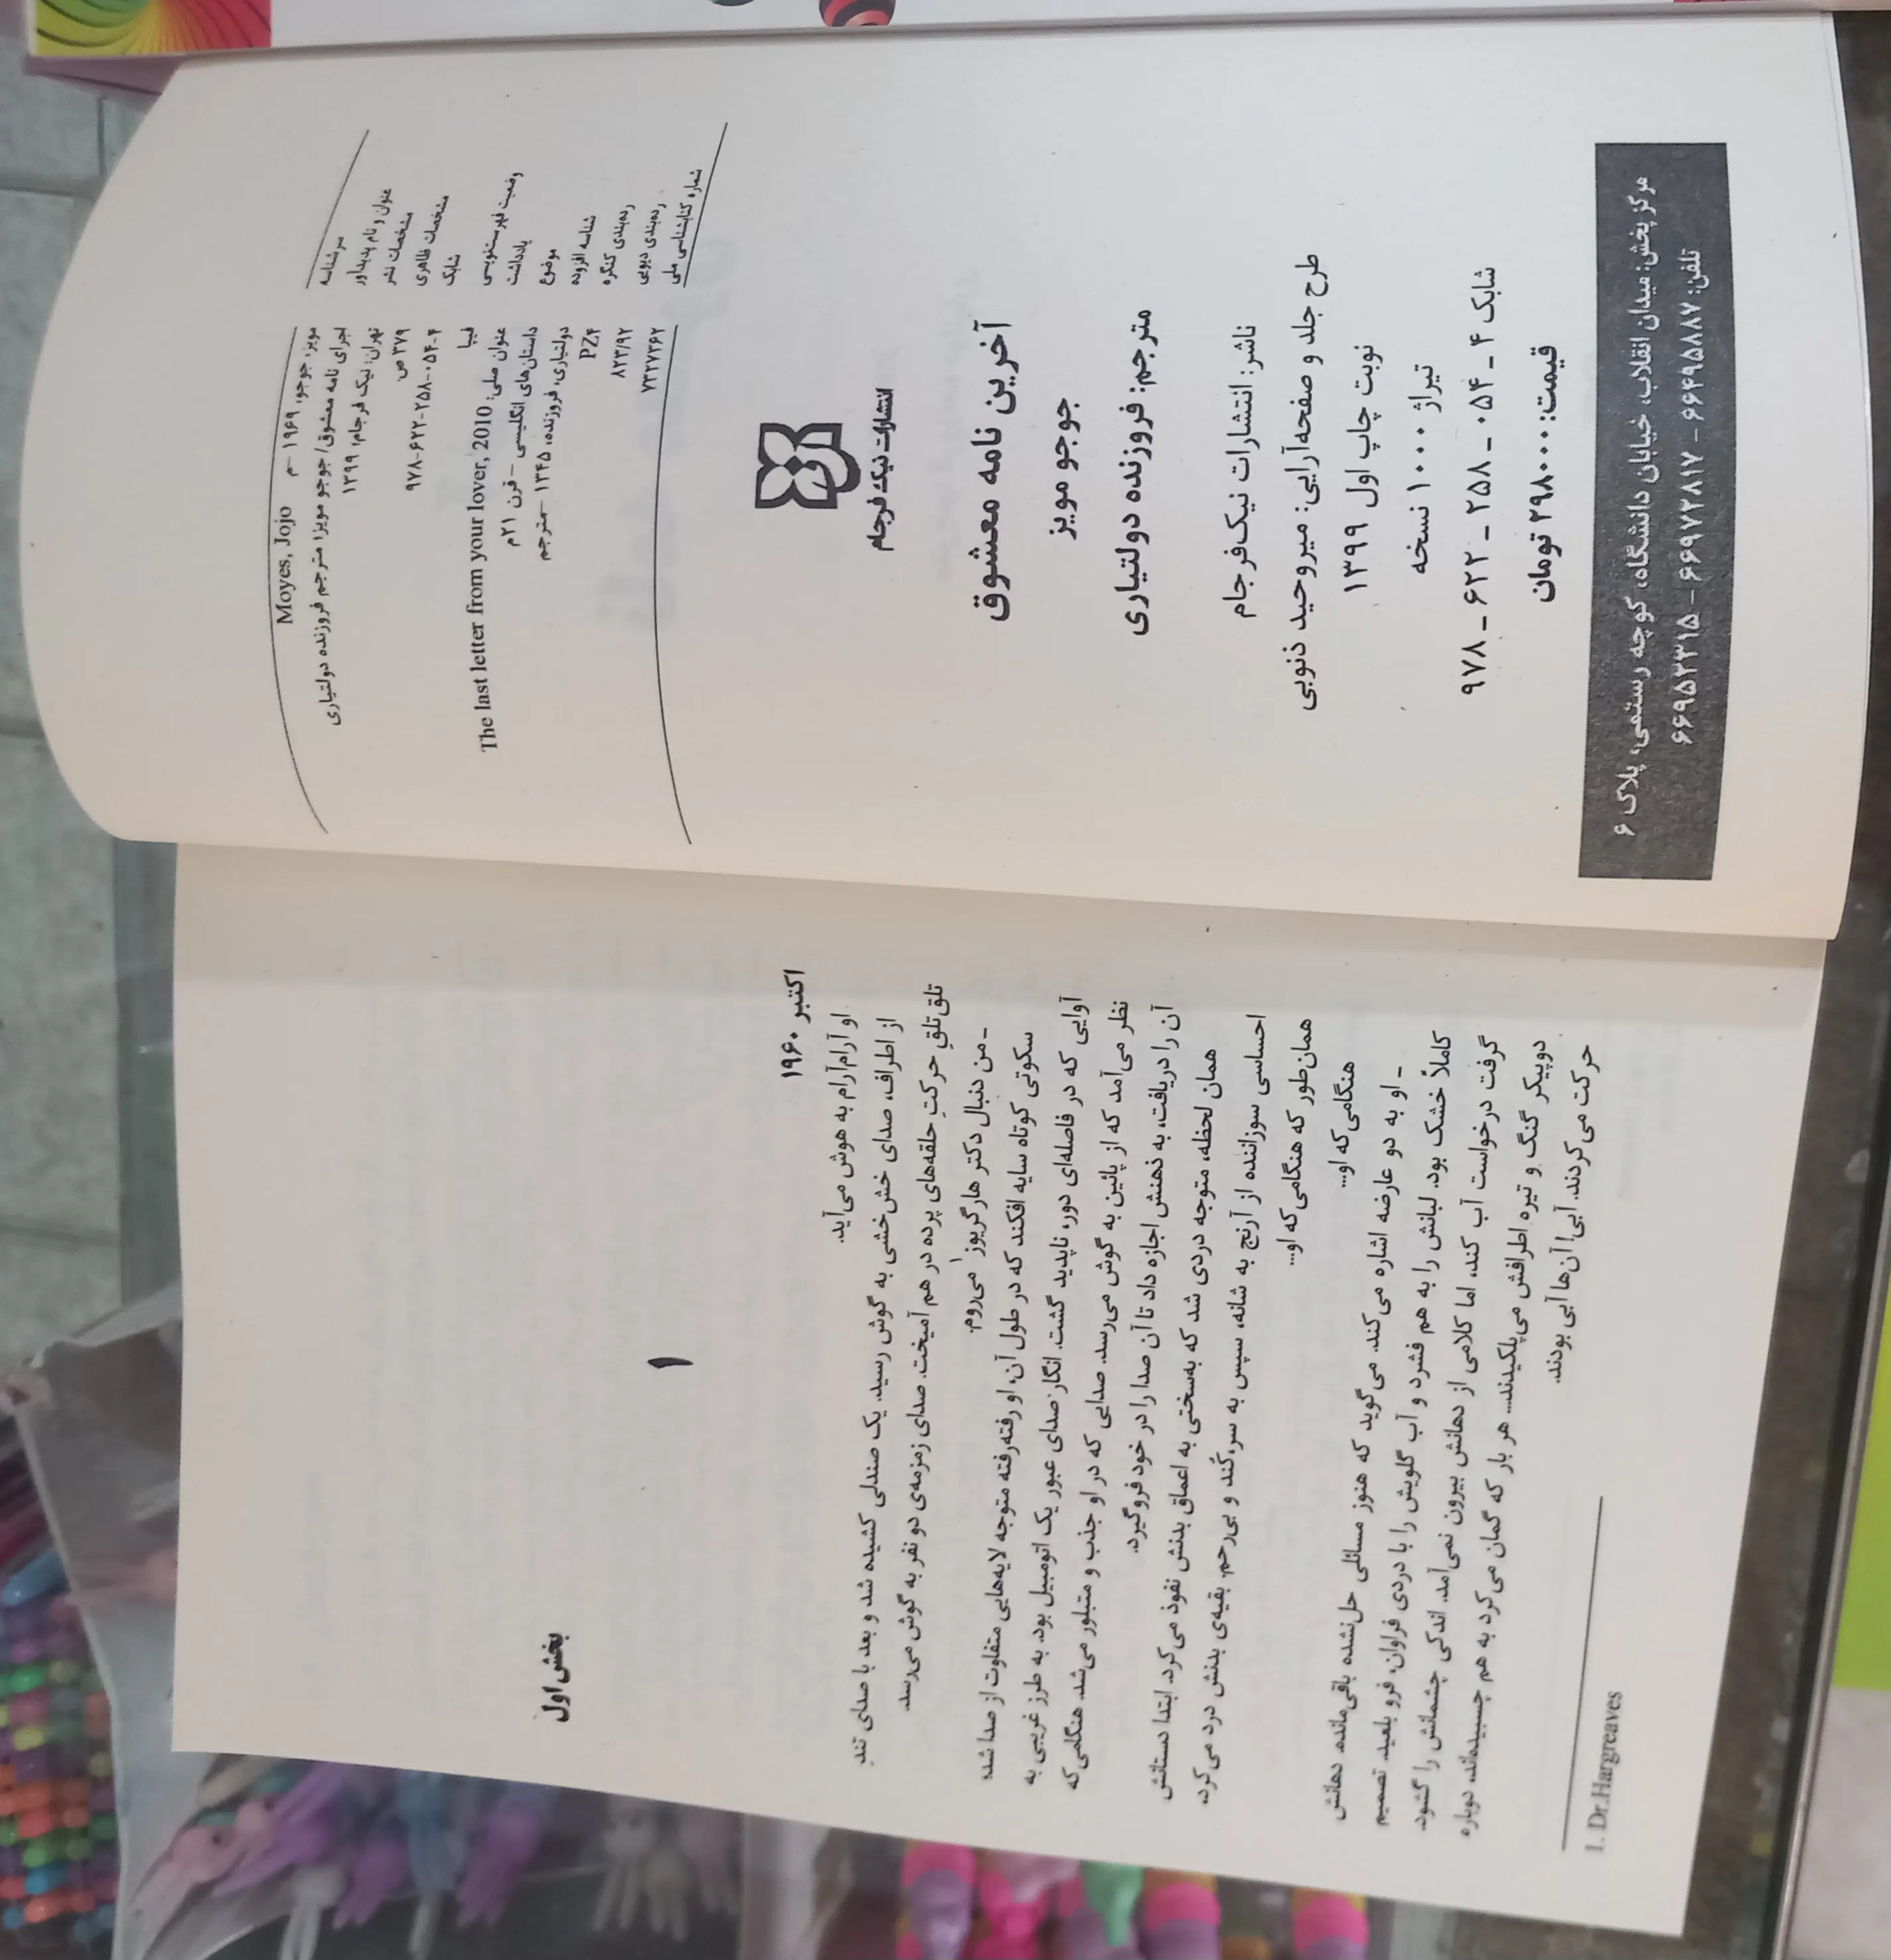 سرشناسه : مویز، جوجو، ۱۹۶۹ - م
Moyes, Jojo
عنوان و نام پدیدآور : اجرای نامه معشوق/ جوجو مویز؛ مترجم فروزنده دولتیاری
مشخصات نشر : تهران: نیک فرجام، ۱۳۹۹
مشخصات ظاهری : ۳۷۹ ص.
شابک : ۹۷۸-۶۲۲-۲۵۸-۰۵۴-۴
وضعیت فهرستنویسی : فیپا
یادداشت : عنوان اصلی: The last letter from your lover, 2010
موضوع : داستان‌های انگلیسی - قرن ۲۱م
شناسه افزوده : دولتیاری، فروزنده، ۱۳۴۵ -مترجم
رده‌بندی کنگره : PZ۴
رده‌بندی دیویی : ۸۲۳/۹۲
شماره کتابشناسی ملی : ۷۳۲۷۳۶۲
انتشارات نیک فرجام
آخرین نامه معشوق
جوجو مویز
مترجم: فروزنده دولتیاری
ناشر: انتشارات نیک‌فرجام
طرح جلد و صفحه‌آرایی: میروحید ذنوبی
نوبت چاپ اول ۱۳۹۹
تیراژ ۱۰۰۰ نسخه
شابک ۴ ـ ۰۵۴ ـ ۲۵۸ ـ ۶۲۲ ـ ۹۷۸
قیمت: ۲۹۸۰۰۰ تومان
مرکز پخش: میدان انقلاب، خیابان دانشگاه، کوچه رستمی، پلاک ۶
تلفن: ۶۶۴۹۵۸۸۷ - ۶۶۹۷۲۸۱۷ - ۶۶۹۵۳۳۱۵
بخش اول
۱
اکتبر ۱۹۶۰
او آرام‌آرام به هوش می‌آید.
از اطراف، صدای خش‌خشی به گوش رسید. یک صندلی کشیده شد و بعد با صدای تندِ
تلق‌تلقِ حرکتِ حلقه‌های پرده در هم آمیخت. صدای زمزمه‌ی دو نفر به گوش می‌رسد.
ـ من دنبال دکتر هارگریوز۱ می‌روم.
سکوتی کوتاه سایه افکند که در طول آن، او رفته‌رفته متوجه لایه‌هایی متفاوت از صدا شد؛
آوایی که در فاصله‌ای دور، ناپدید گشت. انگار صدای عبور یک اتومبیل بود. به طرز غریبی به
نظر می‌آمد که از پائین به گوش می‌رسد. صدایی که در او جذب و متبلور می‌شد. هنگامی‌که
آن را دریافت، به ذهنش اجازه داد تا آن صدا را در خود فروگیرد.
همان لحظه، متوجه دردی شد که به‌سختی به اعماق بدنش نفوذ می‌کرد. ابتدا دستانش
احساسی سوزاننده از آرنج به شانه، سپس به سر، کُند و بی‌رحم. بقیه‌ی بدنش درد می‌کرد،
همان‌طور که هنگامی‌که او...
هنگامی‌که او...
- او به دو عارضه اشاره می‌کند. می‌گوید که هنوز مسائلی حل‌نشده باقی‌مانده. دهانش
کاملاً خشک بود. لبانش را به هم فشرد و آب گلویش را با دردی فراوان، فرو بلعید. تصمیم
گرفت درخواست آب کند، اما کلامی از دهانش بیرون نمی‌آمد. اندکی چشمانش را گشود.
دوپیکر گنگ و تیره اطرافش می‌پلکیدند... هر بار که گمان می‌کرد به هم چسبیده‌اند، دوباره
حرکت می‌کردند. آبی! آن‌ها آبی بودند.
1. Dr.Hargreaves